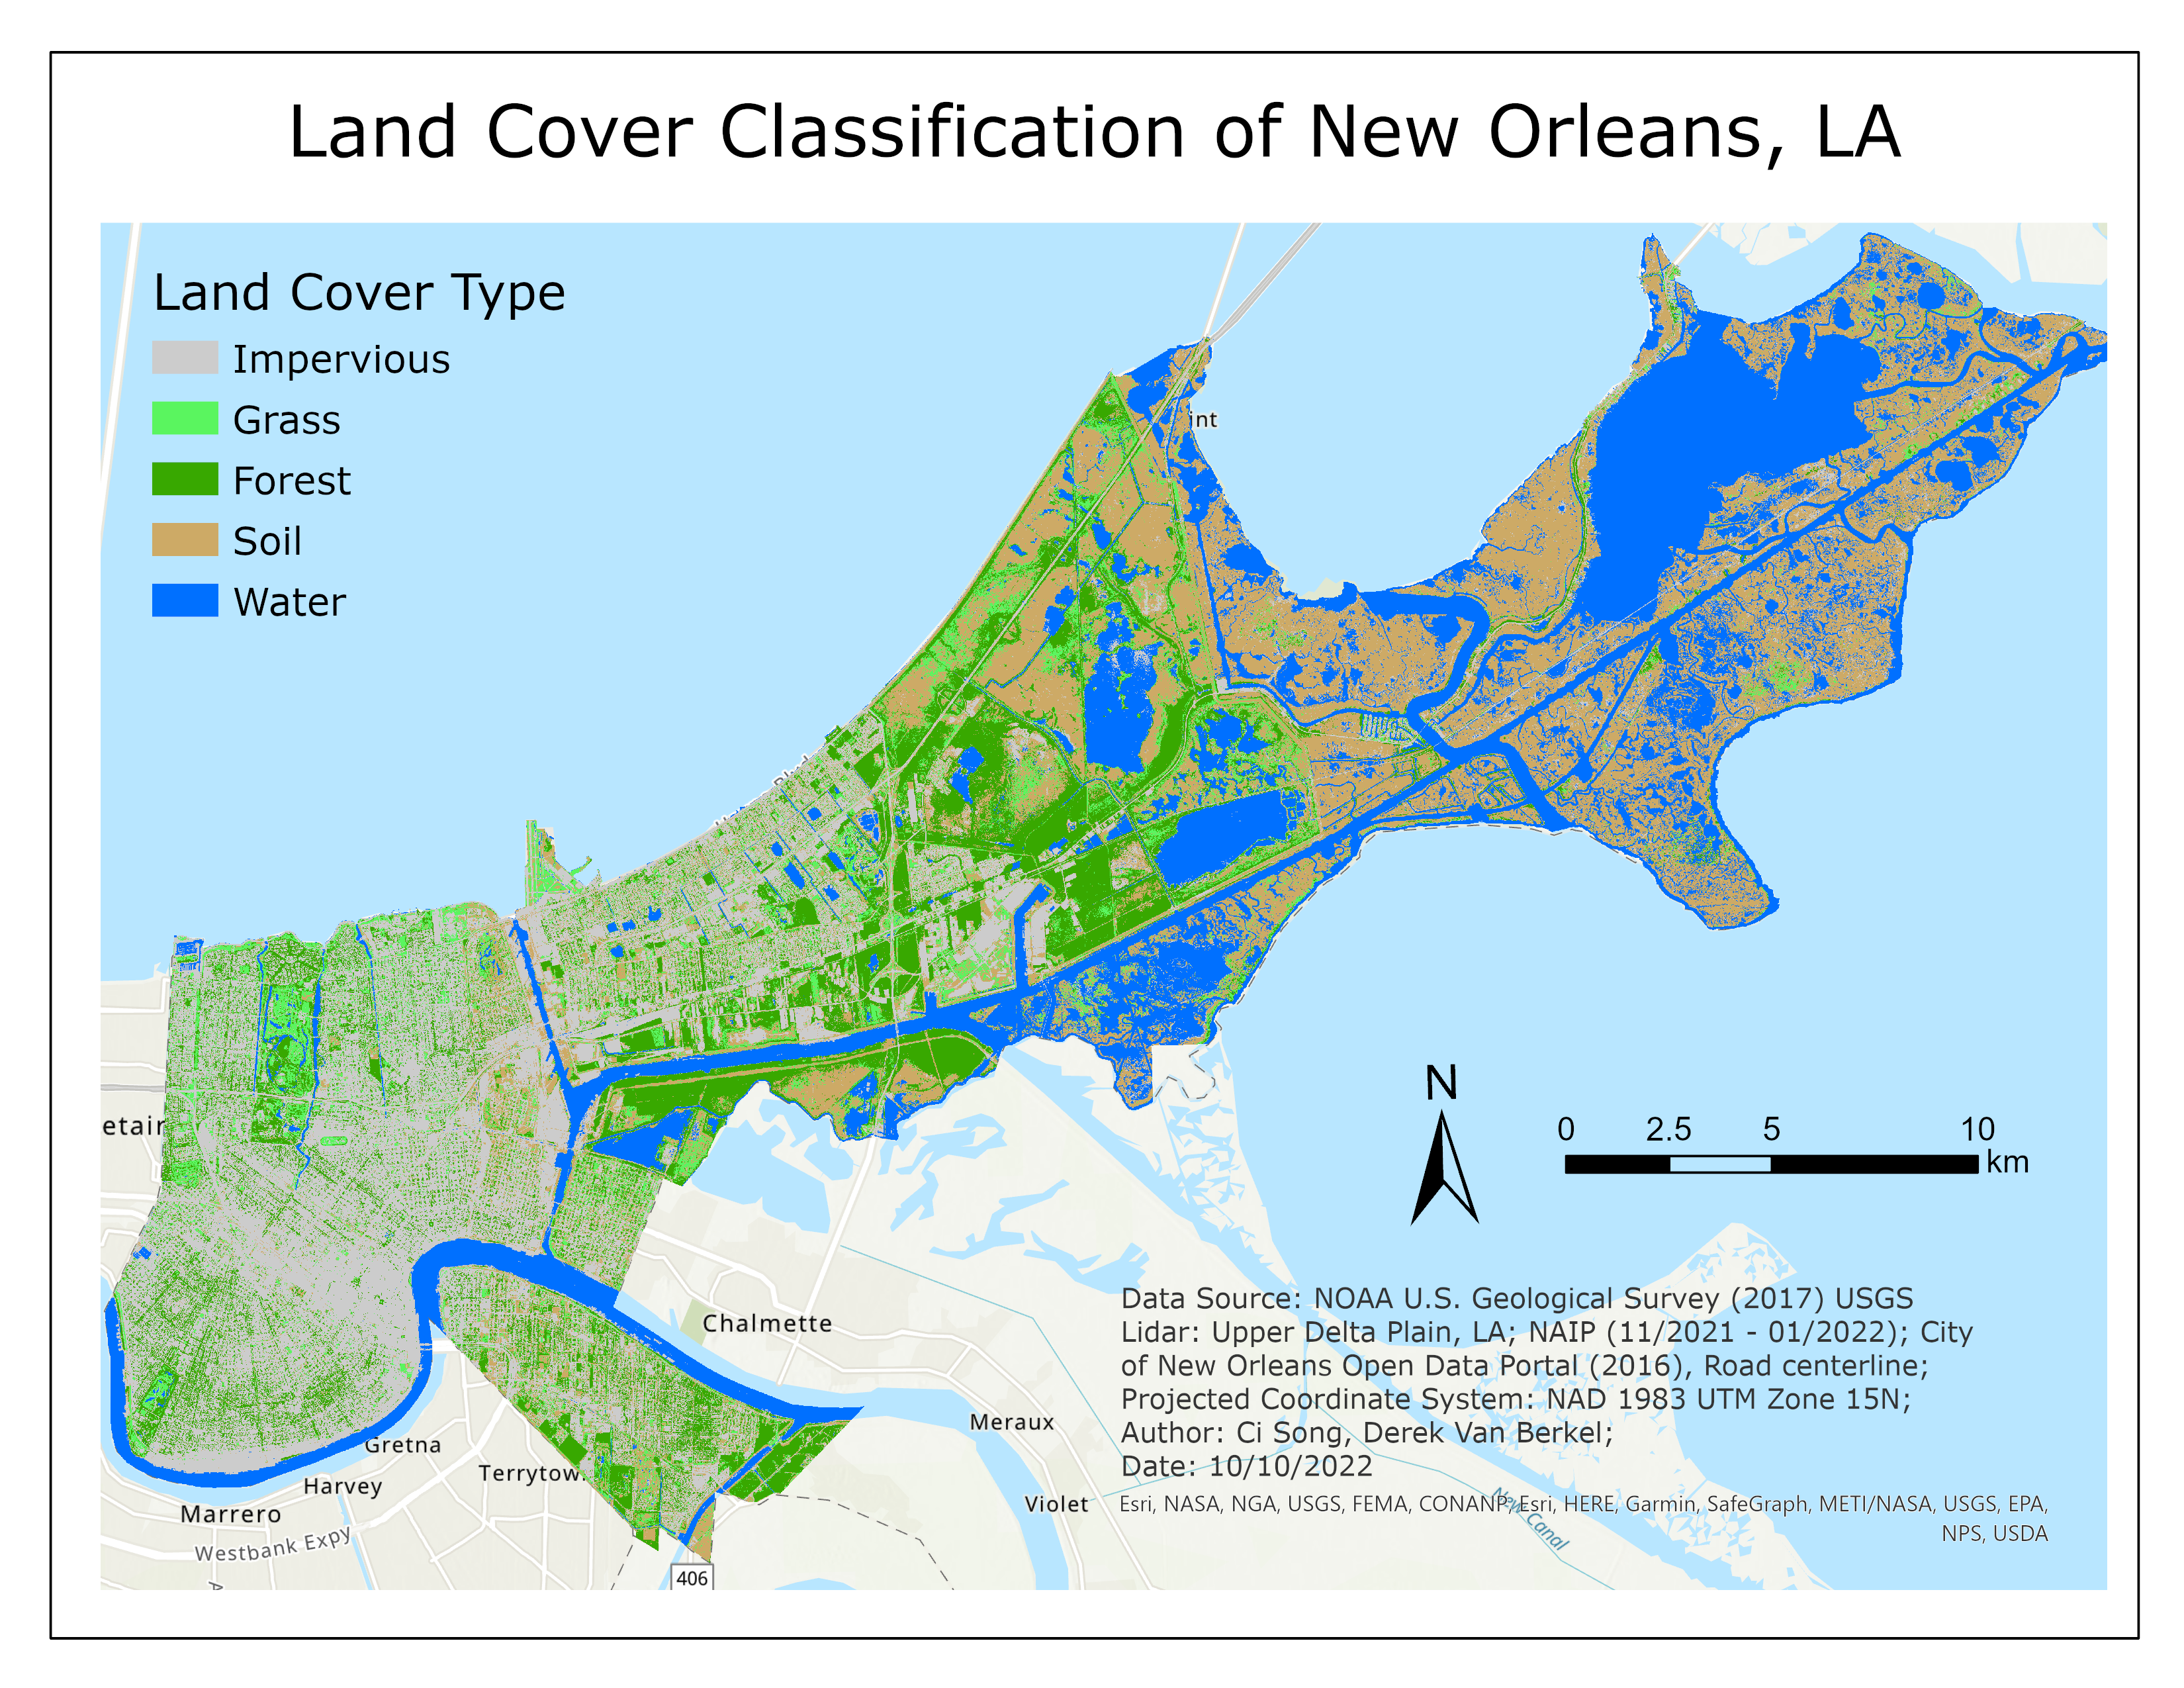 Land Cover Classification of New Orleans, LA
Land Cover Type
Impervious
Grass
Forest
Soil
Water
int
etair
N
0 2.5 5 10
km
Chalmette
Meraux
Gretna
Harvey
Terrytow
Marrero
Violet
Westbank Expy
406
New Canal
Data Source: NOAA U.S. Geological Survey (2017) USGS
Lidar: Upper Delta Plain, LA; NAIP (11/2021 - 01/2022); City
of New Orleans Open Data Portal (2016), Road centerline;
Projected Coordinate System: NAD 1983 UTM Zone 15N;
Author: Ci Song, Derek Van Berkel;
Date: 10/10/2022
Esri, NASA, NGA, USGS, FEMA, CONANP, Esri, HERE, Garmin, SafeGraph, METI/NASA, USGS, EPA,
NPS, USDA